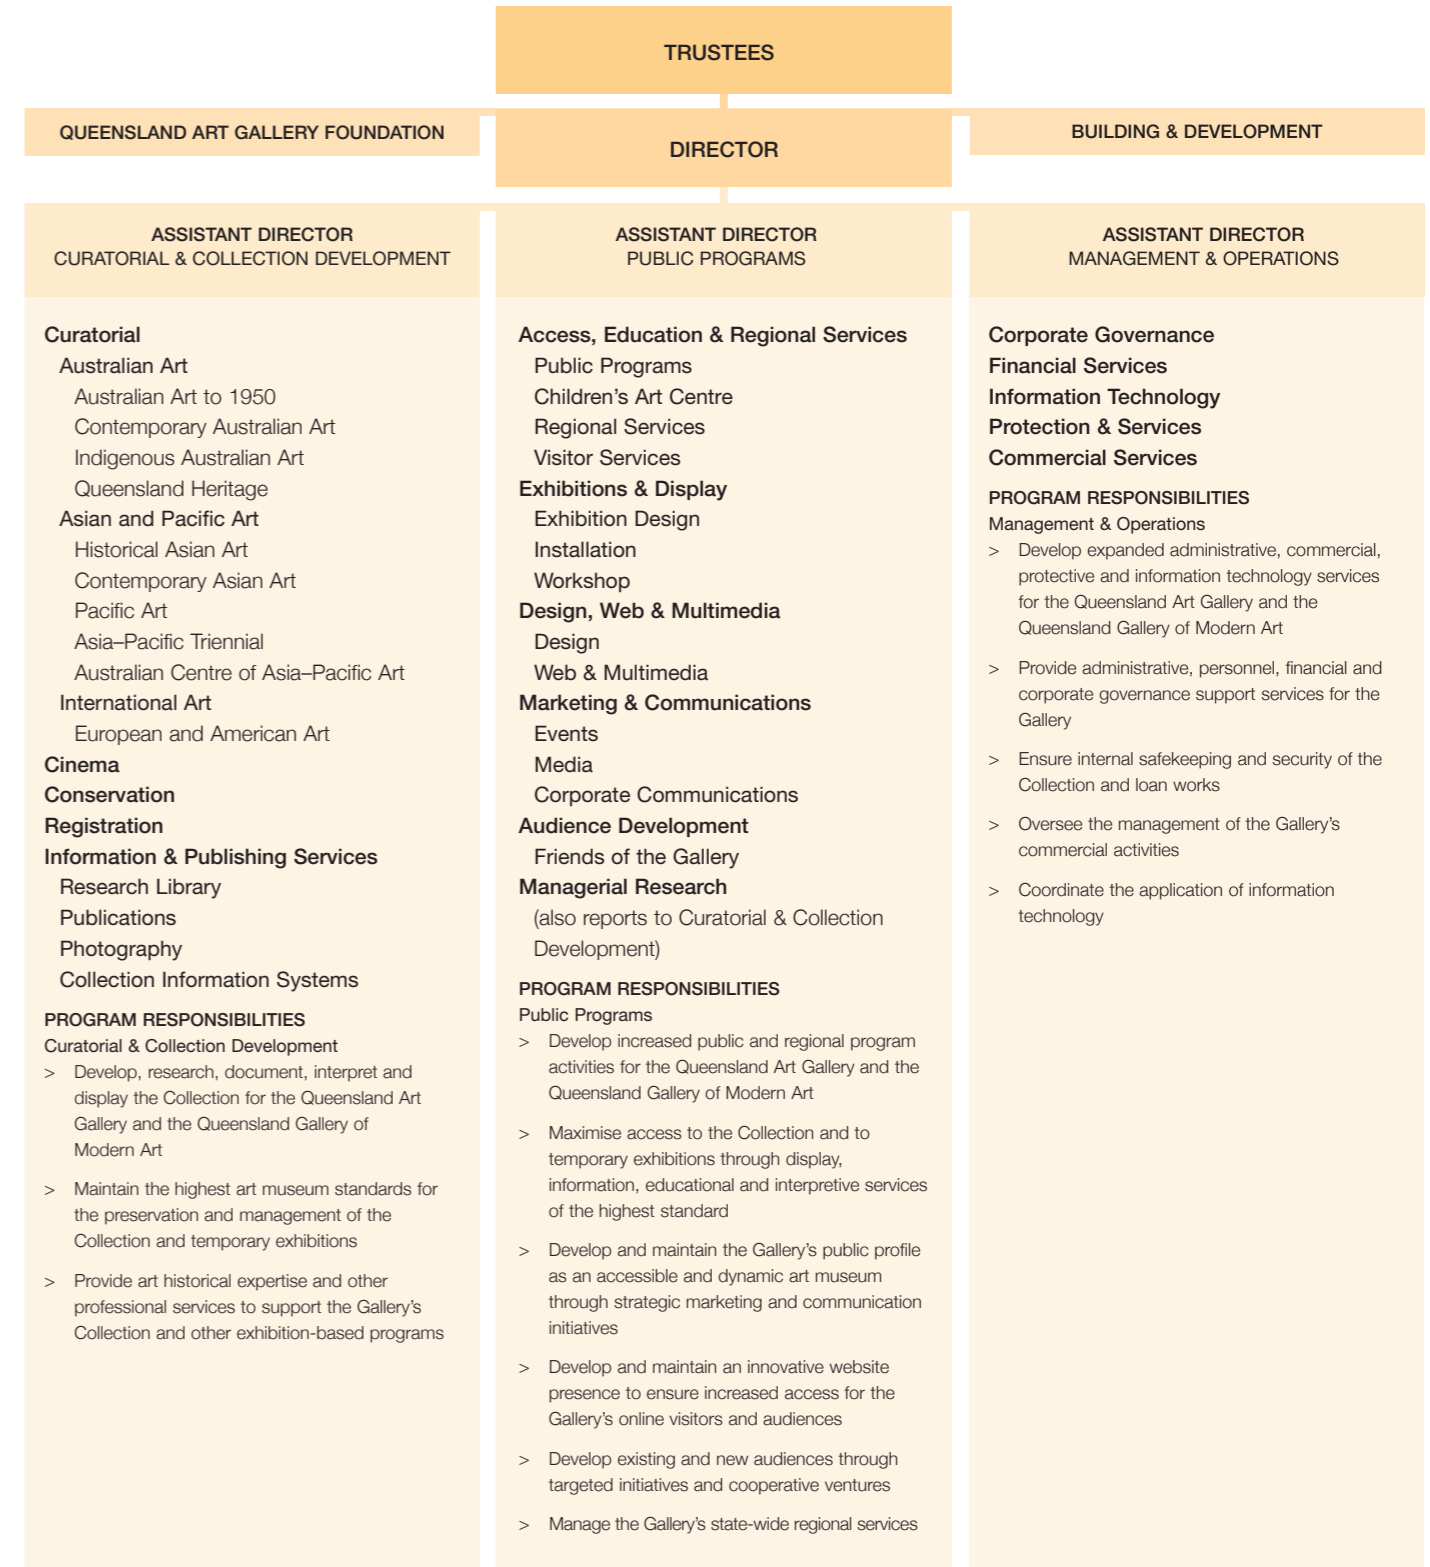 TRUSTEES
QUEENSLAND ART GALLERY FOUNDATION
DIRECTOR
BUILDING & DEVELOPMENT
ASSISTANT DIRECTOR
CURATORIAL & COLLECTION DEVELOPMENT
Curatorial
Australian Art
Australian Art to 1950
Contemporary Australian Art
Indigenous Australian Art
Queensland Heritage
Asian and Pacific Art
Historical Asian Art
Contemporary Asian Art
Pacific Art
Asia–Pacific Triennial
Australian Centre of Asia–Pacific Art
International Art
European and American Art
Cinema
Conservation
Registration
Information & Publishing Services
Research Library
Publications
Photography
Collection Information Systems
PROGRAM RESPONSIBILITIES
Curatorial & Collection Development
> Develop, research, document, interpret and
display the Collection for the Queensland Art
Gallery and the Queensland Gallery of
Modern Art
> Maintain the highest art museum standards for
the preservation and management of the
Collection and temporary exhibitions
> Provide art historical expertise and other
professional services to support the Gallery’s
Collection and other exhibition-based programs
ASSISTANT DIRECTOR
PUBLIC PROGRAMS
Access, Education & Regional Services
Public Programs
Children’s Art Centre
Regional Services
Visitor Services
Exhibitions & Display
Exhibition Design
Installation
Workshop
Design, Web & Multimedia
Design
Web & Multimedia
Marketing & Communications
Events
Media
Corporate Communications
Audience Development
Friends of the Gallery
Managerial Research
(also reports to Curatorial & Collection
Development)
PROGRAM RESPONSIBILITIES
Public Programs
> Develop increased public and regional program
activities for the Queensland Art Gallery and the
Queensland Gallery of Modern Art
> Maximise access to the Collection and to
temporary exhibitions through display,
information, educational and interpretive services
of the highest standard
> Develop and maintain the Gallery’s public profile
as an accessible and dynamic art museum
through strategic marketing and communication
initiatives
> Develop and maintain an innovative website
presence to ensure increased access for the
Gallery’s online visitors and audiences
> Develop existing and new audiences through
targeted initiatives and cooperative ventures
> Manage the Gallery’s state-wide regional services
ASSISTANT DIRECTOR
MANAGEMENT & OPERATIONS
Corporate Governance
Financial Services
Information Technology
Protection & Services
Commercial Services
PROGRAM RESPONSIBILITIES
Management & Operations
> Develop expanded administrative, commercial,
protective and information technology services
for the Queensland Art Gallery and the
Queensland Gallery of Modern Art
> Provide administrative, personnel, financial and
corporate governance support services for the
Gallery
> Ensure internal safekeeping and security of the
Collection and loan works
> Oversee the management of the Gallery’s
commercial activities
> Coordinate the application of information
technology